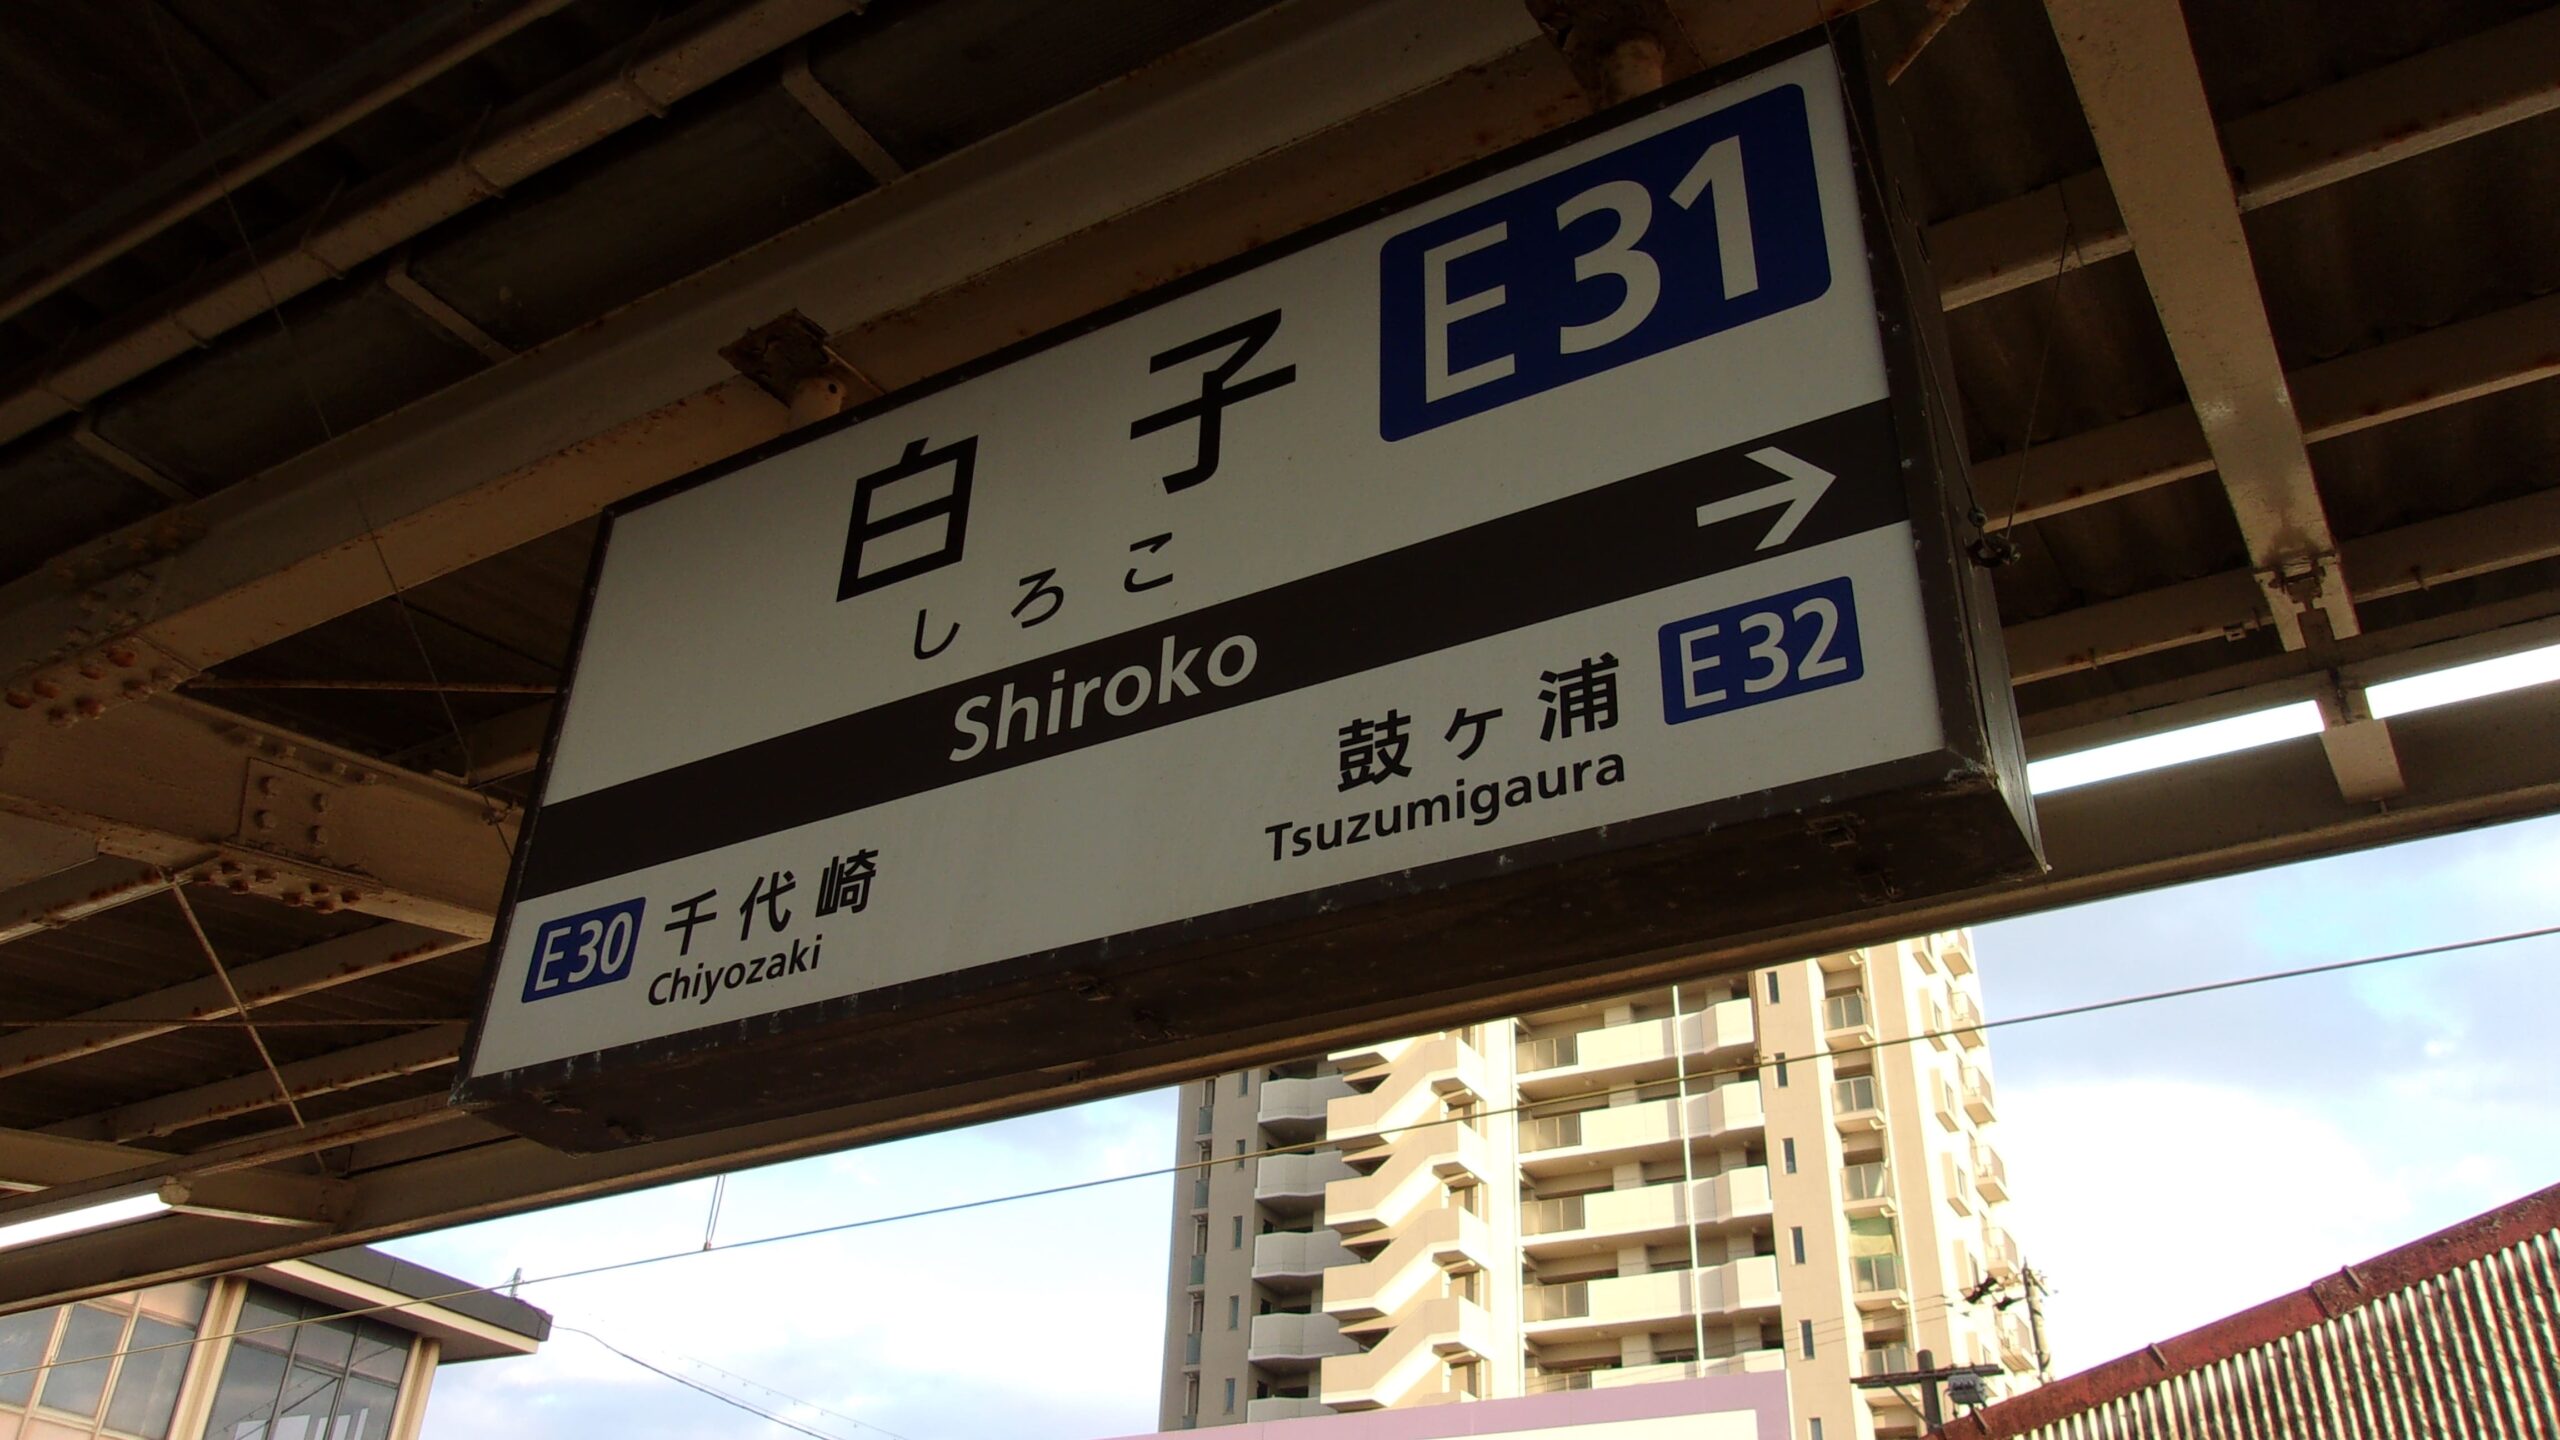 白子 E31
しろこ
Shiroko →
鼓ヶ浦 E32
Tsuzumigaura
E30 千代崎
Chiyozaki